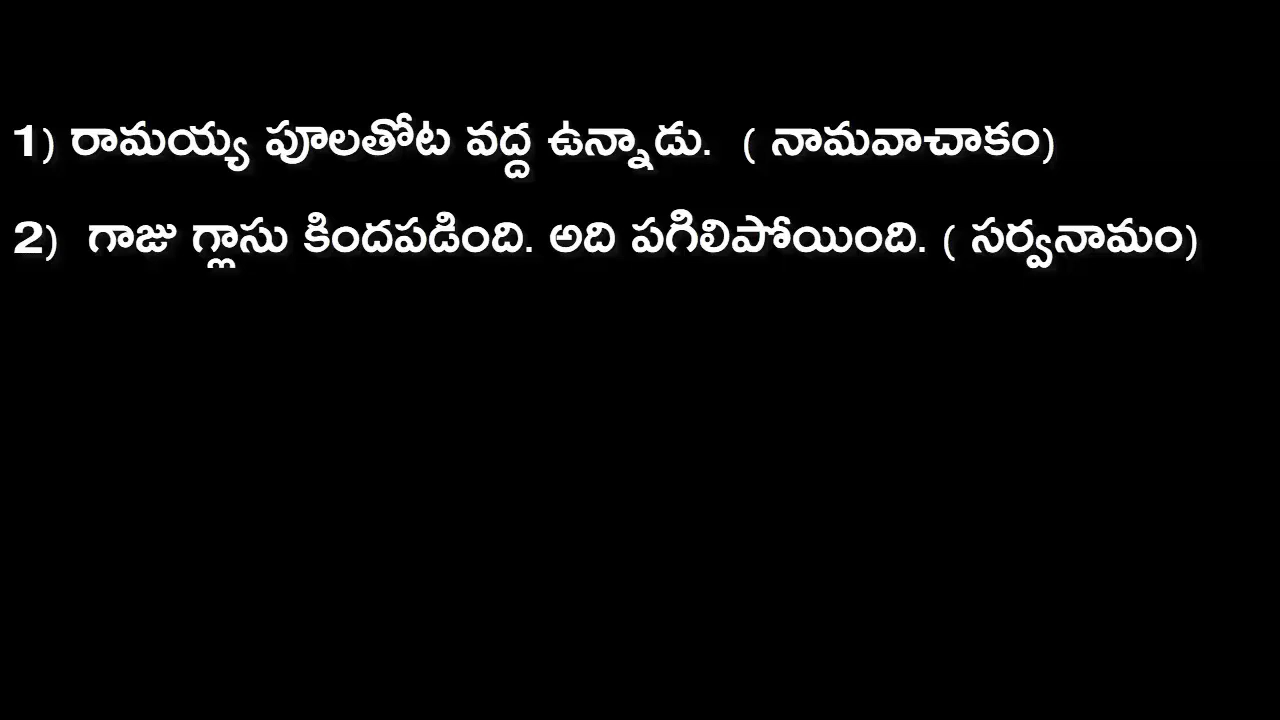 1) రామయ్య పూలతోట వద్ద ఉన్నాడు. ( నామవాచాకం)
2) గాజు గ్లాసు కిందపడింది. అది పగిలిపోయింది. ( సర్వనామం)